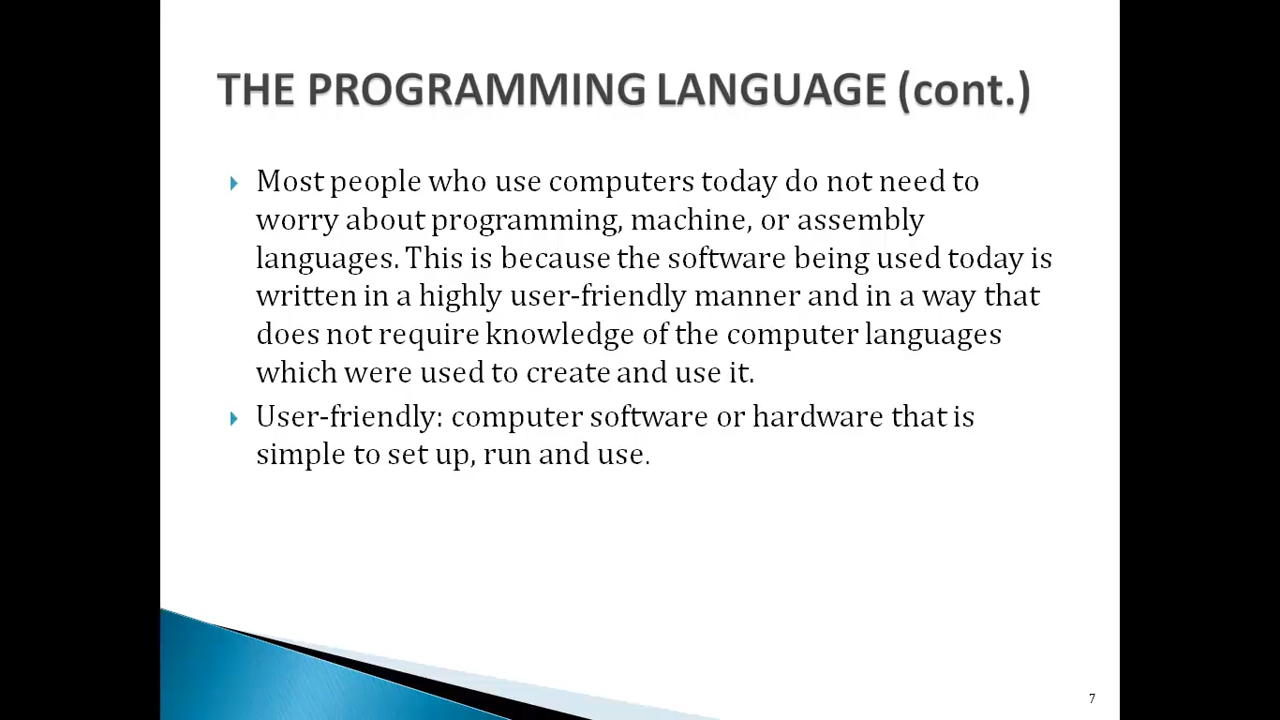 THE PROGRAMMING LANGUAGE (cont.)
Most people who use computers today do not need to
worry about programming, machine, or assembly
languages. This is because the software being used today is
written in a highly user-friendly manner and in a way that
does not require knowledge of the computer languages
which were used to create and use it.
User-friendly: computer software or hardware that is
simple to set up, run and use.
7